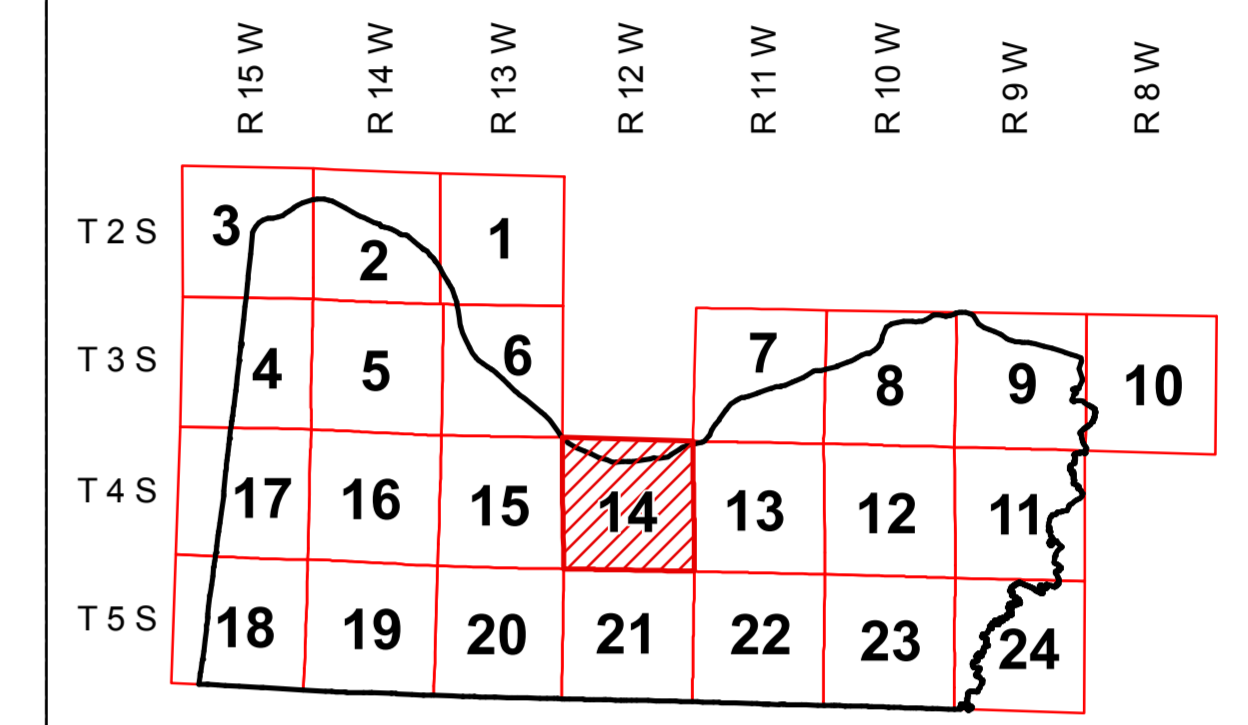 R 15 W R 14 W R 13 W R 12 W R 11 W R 10 W R 9 W R 8 W
T 2 S 3 2 1
T 3 S 4 5 6 7 8 9 10
T 4 S 17 16 15 14 13 12 11
T 5 S 18 19 20 21 22 23 24